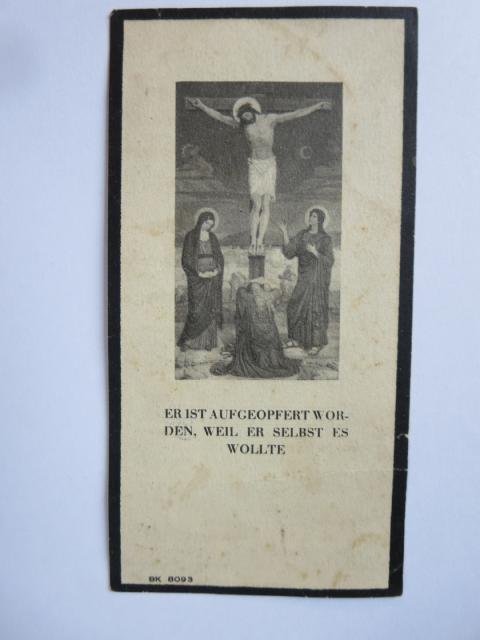 ER IST AUFGEOPFERT WOR-
DEN, WEIL ER SELBST ES
WOLLTE
BK 8093